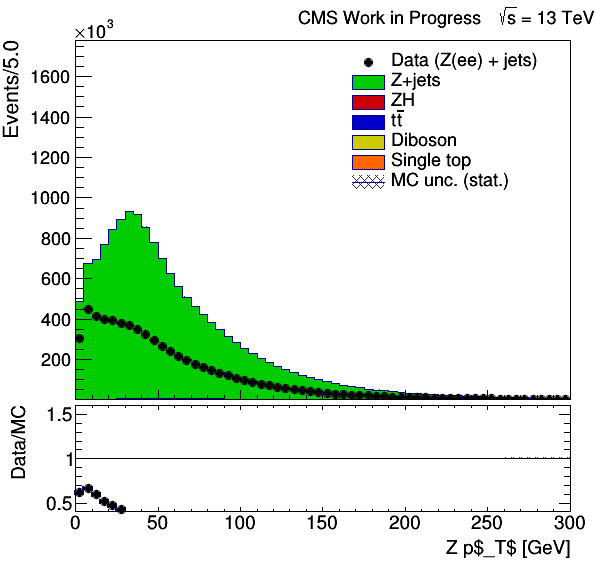 CMS Work in Progress √s = 13 TeV
×10³
Events/5.0
1600
1400
1200
1000
800
600
400
200
Data (Z(ee) + jets)
Z+jets
ZH
tt̅
Diboson
Single top
MC unc. (stat.)
Data/MC
1.5
1
0.5
0 50 100 150 200 250 300
Z p$_T$ [GeV]